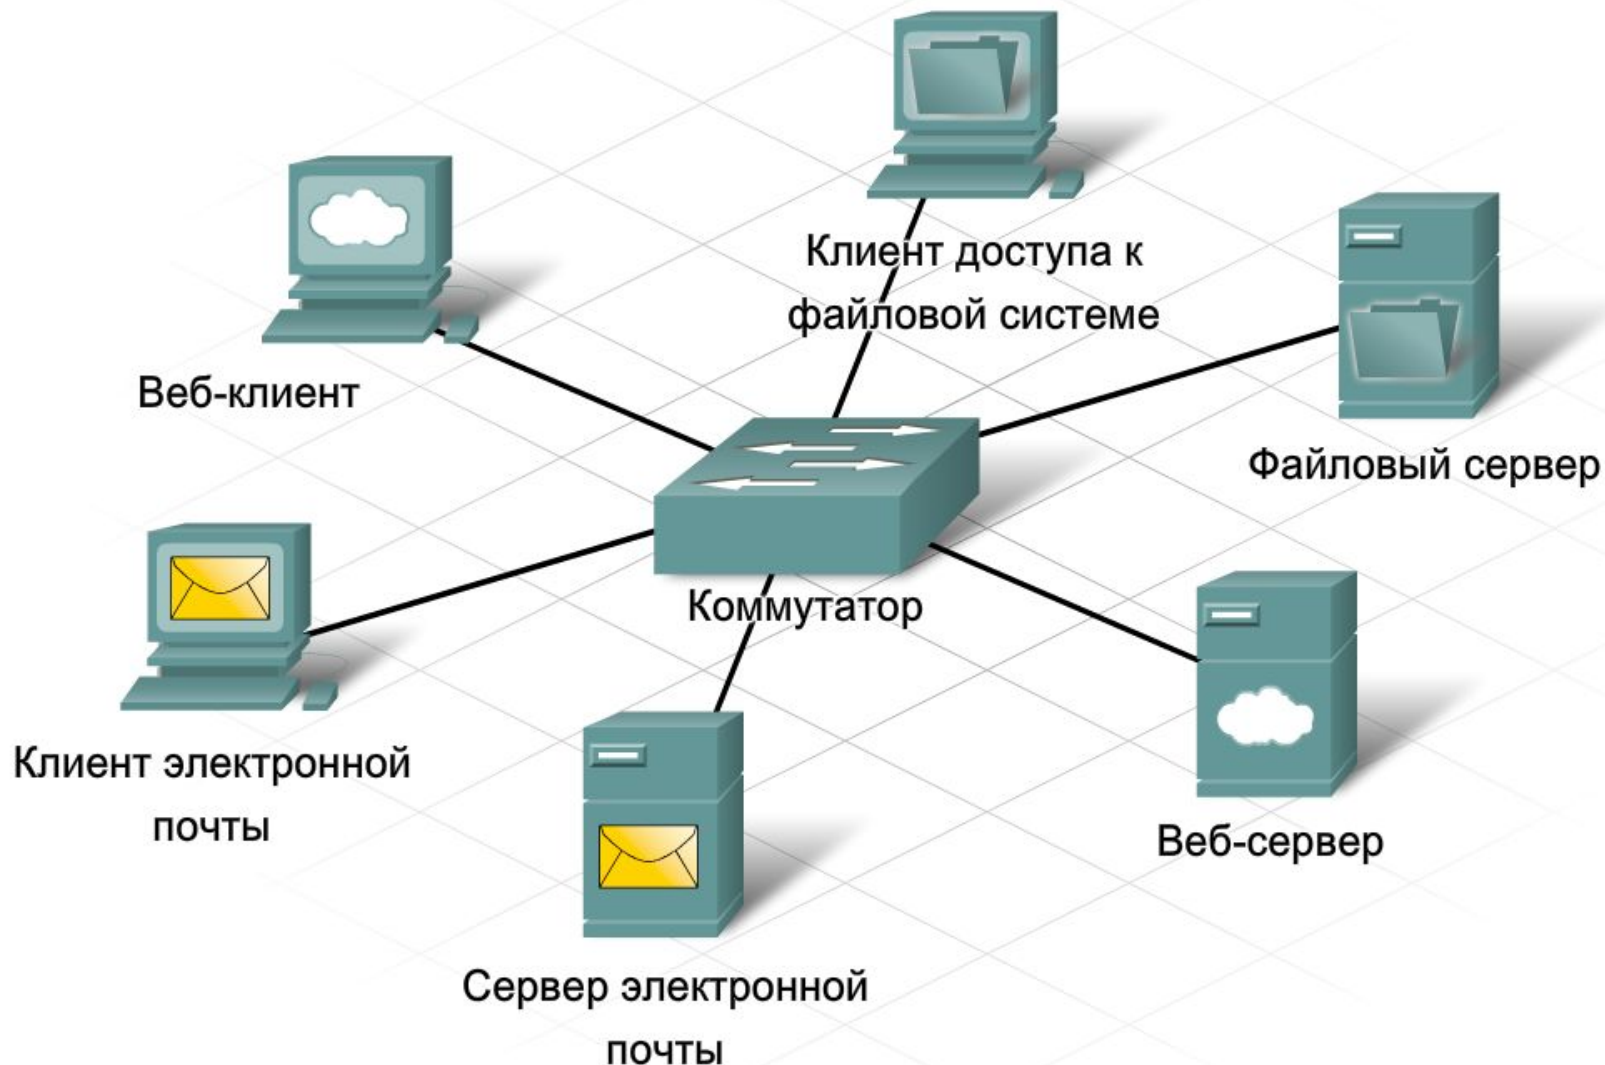 Клиент доступа к
файловой системе
Веб-клиент
Файловый сервер
Коммутатор
Клиент электронной
почты
Веб-сервер
Сервер электронной
почты